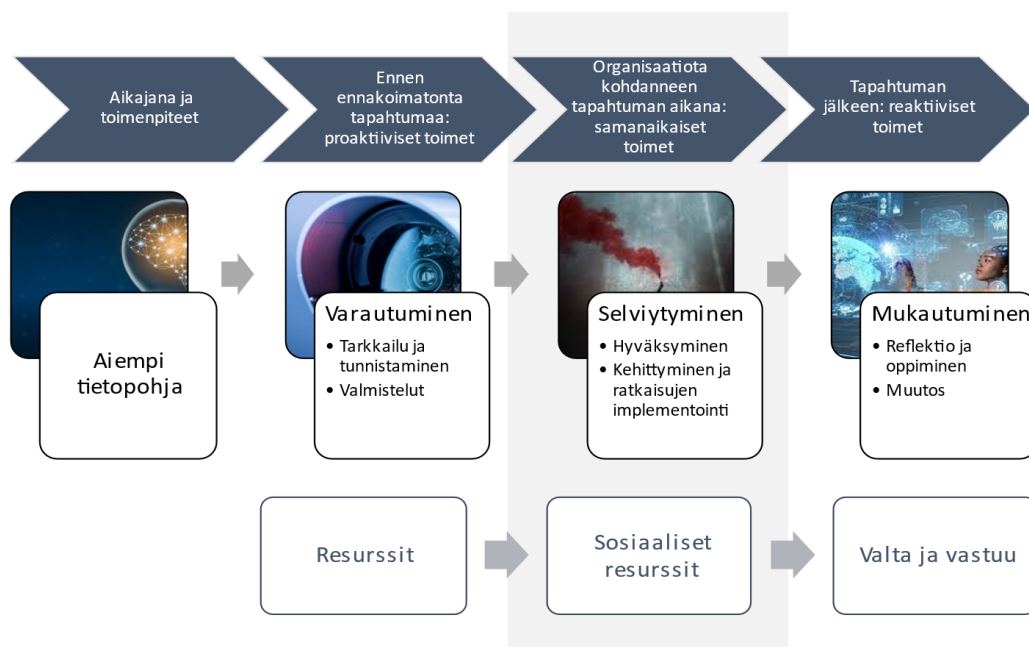 Aikajana ja
toimenpiteet
Ennen
ennakoimatonta
tapahtumaa:
proaktiiviset toimet
Organisaatiota
kohdanneen
tapahtuman aikana:
samanaikaiset
toimet
Tapahtuman
jälkeen: reaktiiviset
toimet
Aiempi
tietopohja
Varautuminen
• Tarkkailu ja
tunnistaminen
• Valmistelut
Selviytyminen
• Hyväksyminen
• Kehittyminen ja
ratkaisujen
implementointi
Mukautuminen
• Reflektio ja
oppiminen
• Muutos
Resurssit
Sosiaaliset
resurssit
Valta ja vastuu